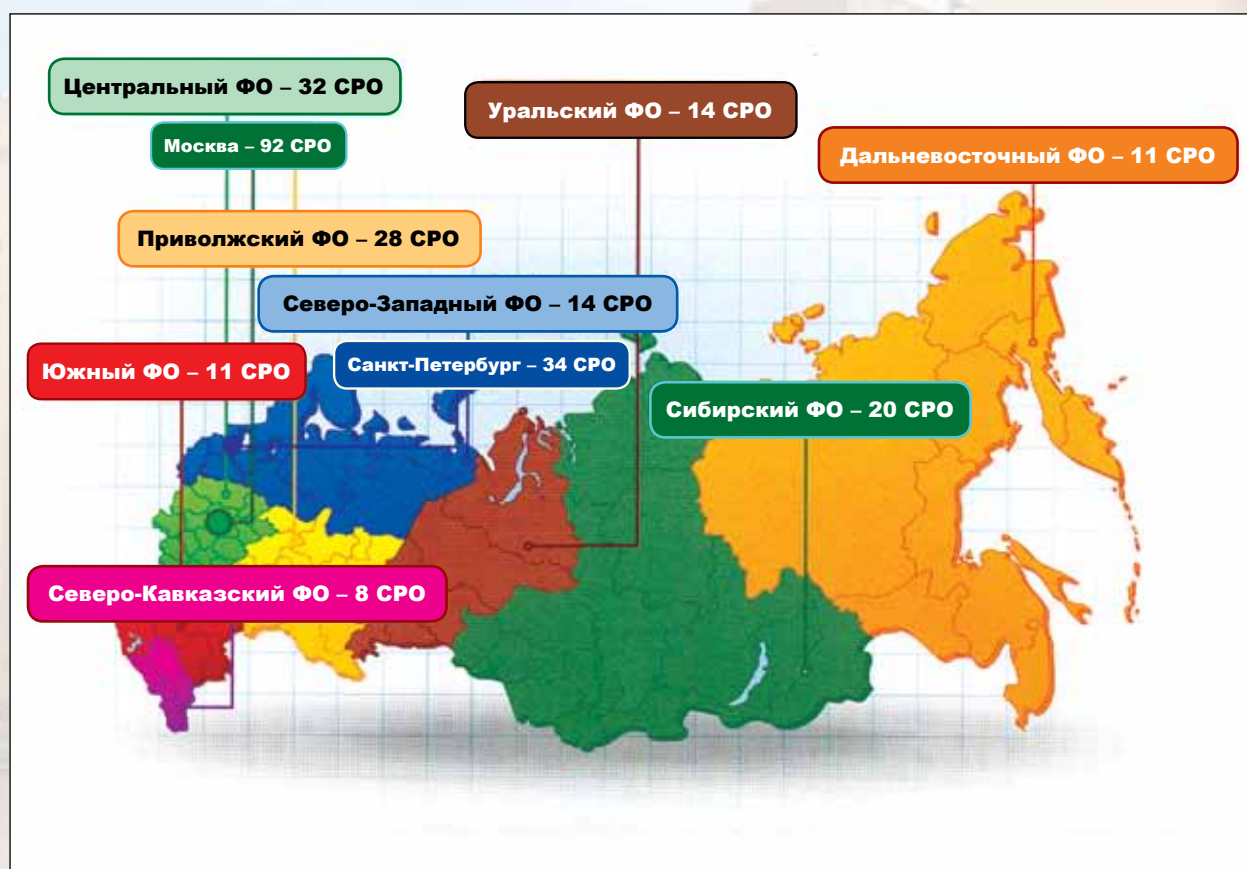 Центральный ФО – 32 СРО
Москва – 92 СРО
Уральский ФО – 14 СРО
Дальневосточный ФО – 11 СРО
Приволжский ФО – 28 СРО
Северо-Западный ФО – 14 СРО
Южный ФО – 11 СРО
Санкт-Петербург – 34 СРО
Сибирский ФО – 20 СРО
Северо-Кавказский ФО – 8 СРО